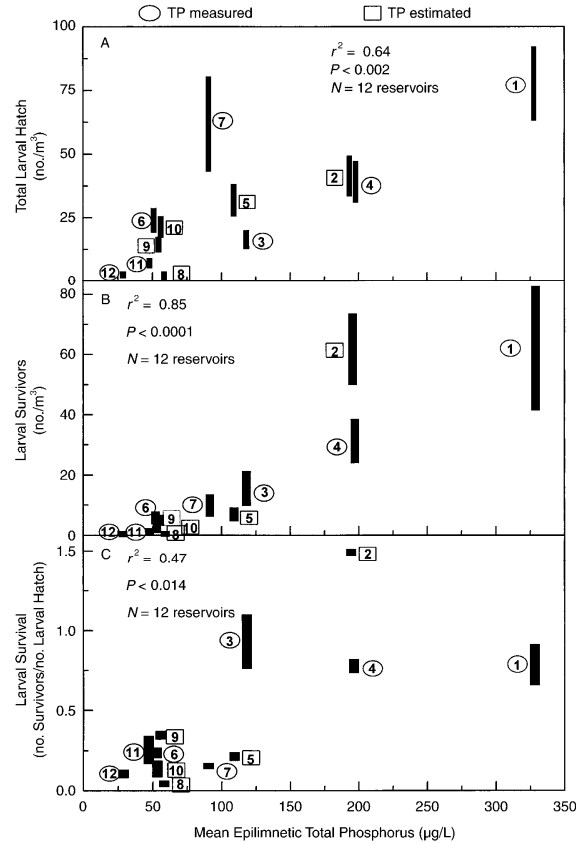 TP measured TP estimated
A
r² = 0.64
P < 0.002
N = 12 reservoirs
Total Larval Hatch
(no./m³)
100
75
50
25
0
1
7
2
4
5
6
10
3
9
11
12
8
B
r² = 0.85
P < 0.0001
N = 12 reservoirs
Larval Survivors
(no./m³)
80
60
40
20
0
1
2
4
3
7
6
5
9
10
12
11
8
C
r² = 0.47
P < 0.014
N = 12 reservoirs
Larval Survival
(no. Survivors/no. Larval Hatch)
1.5
1.0
0.5
0.0
2
3
4
1
9
11
6
5
10
7
12
8
0 50 100 150 200 250 300 350
Mean Epilimnetic Total Phosphorus (μg/L)